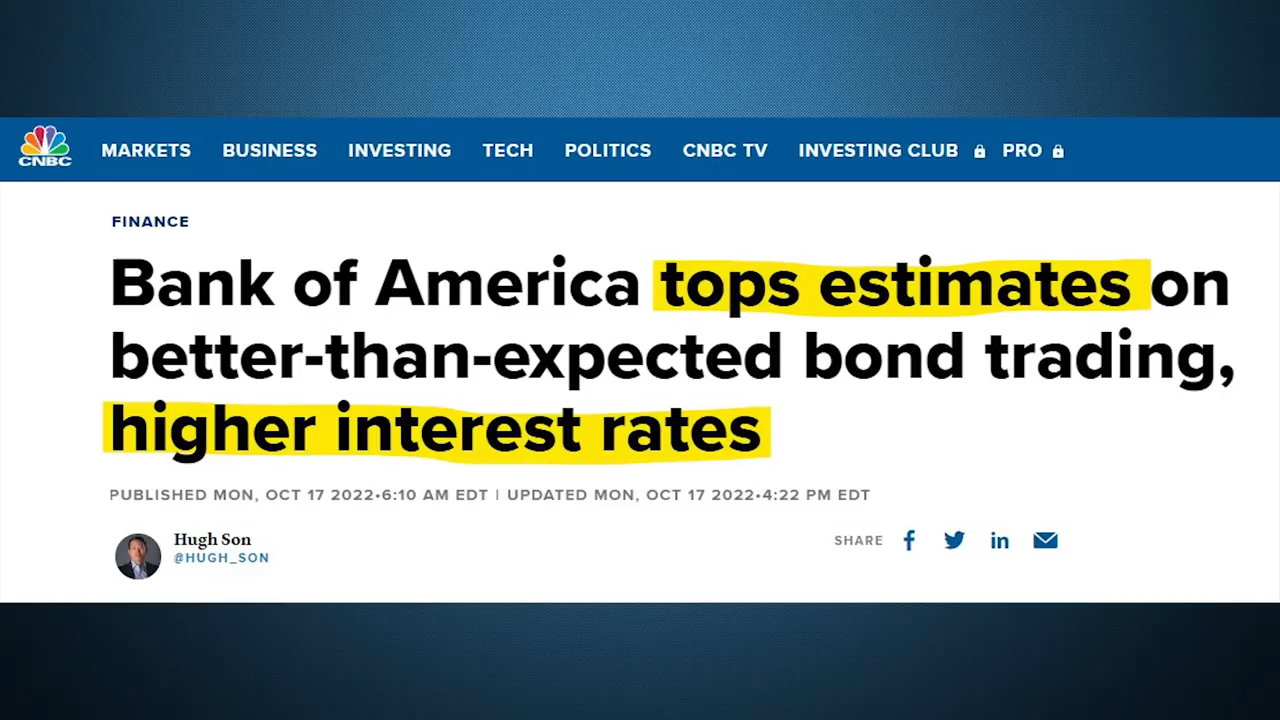 CNBC
MARKETS BUSINESS INVESTING TECH POLITICS CNBC TV INVESTING CLUB PRO
FINANCE
Bank of America tops estimates on
better-than-expected bond trading,
higher interest rates
PUBLISHED MON, OCT 17 2022•6:10 AM EDT | UPDATED MON, OCT 17 2022•4:22 PM EDT
Hugh Son
@HUGH_SON
SHARE